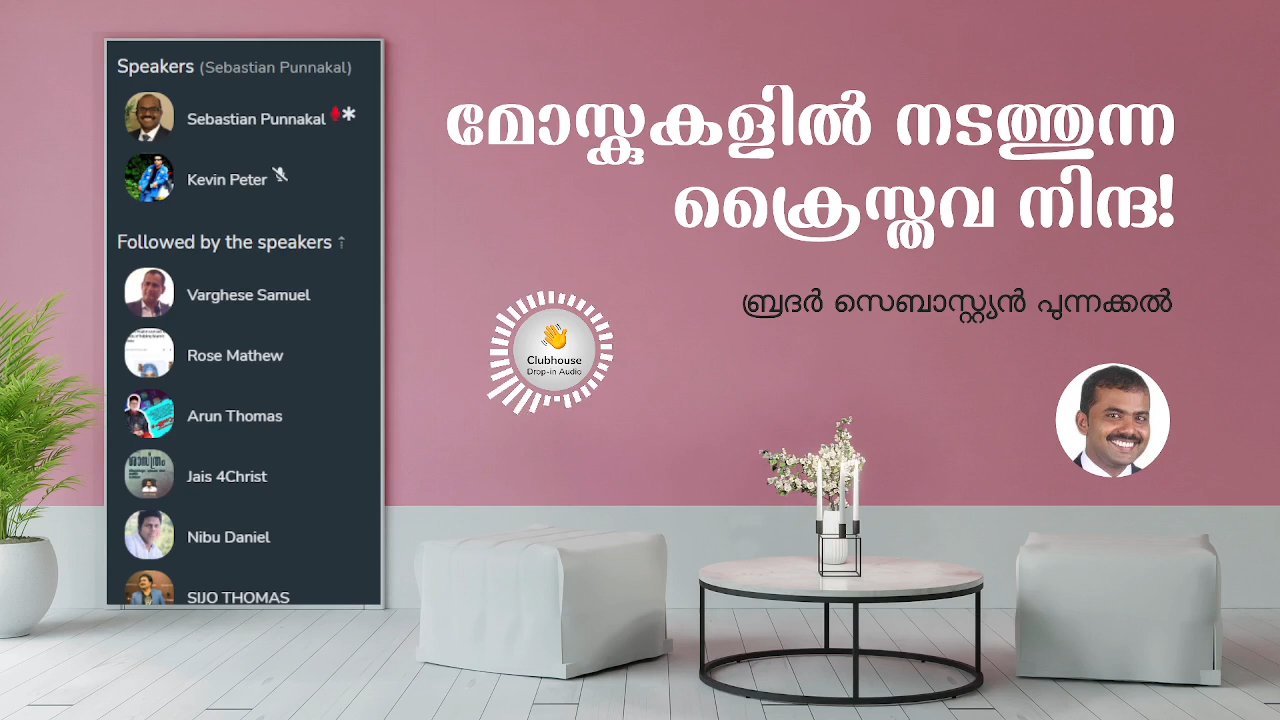 Speakers (Sebastian Punnakal)
Sebastian Punnakal
Kevin Peter
Followed by the speakers ↑
Varghese Samuel
Rose Mathew
Arun Thomas
Jais 4Christ
Nibu Daniel
SIJO THOMAS
മോസ്കുകളിൽ നടത്തുന്ന
ക്രൈസ്തവ നിന്ദ!
ബ്രദർ സെബാസ്റ്റ്യൻ പുന്നക്കൽ
Clubhouse
Drop-in Audio
ശാസ്ത്രം